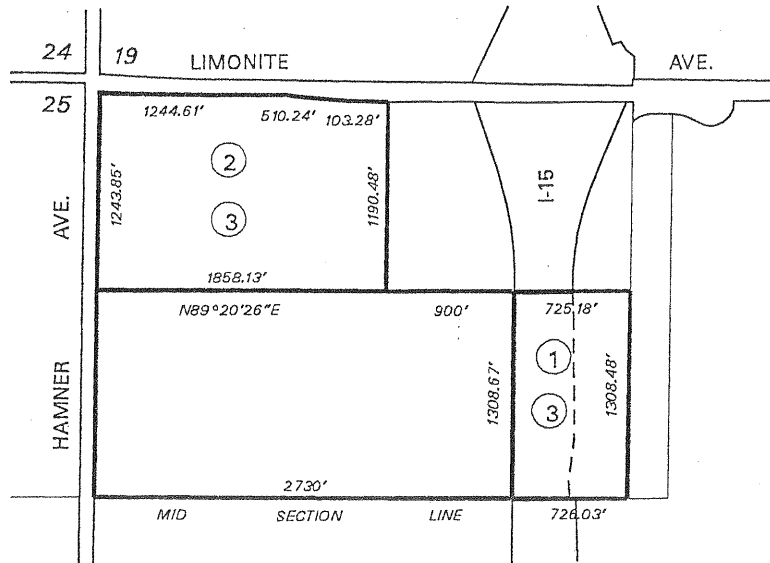 24 19 LIMONITE AVE.
25
1244.61' 510.24' 103.28'
2
3
1243.85'
1190.48'
I-15
AVE.
1858.13'
N89°20'26"E 900' 725.18'
1
3
1308.67'
1308.48'
HAMNER
2730'
MID SECTION LINE 726.03'